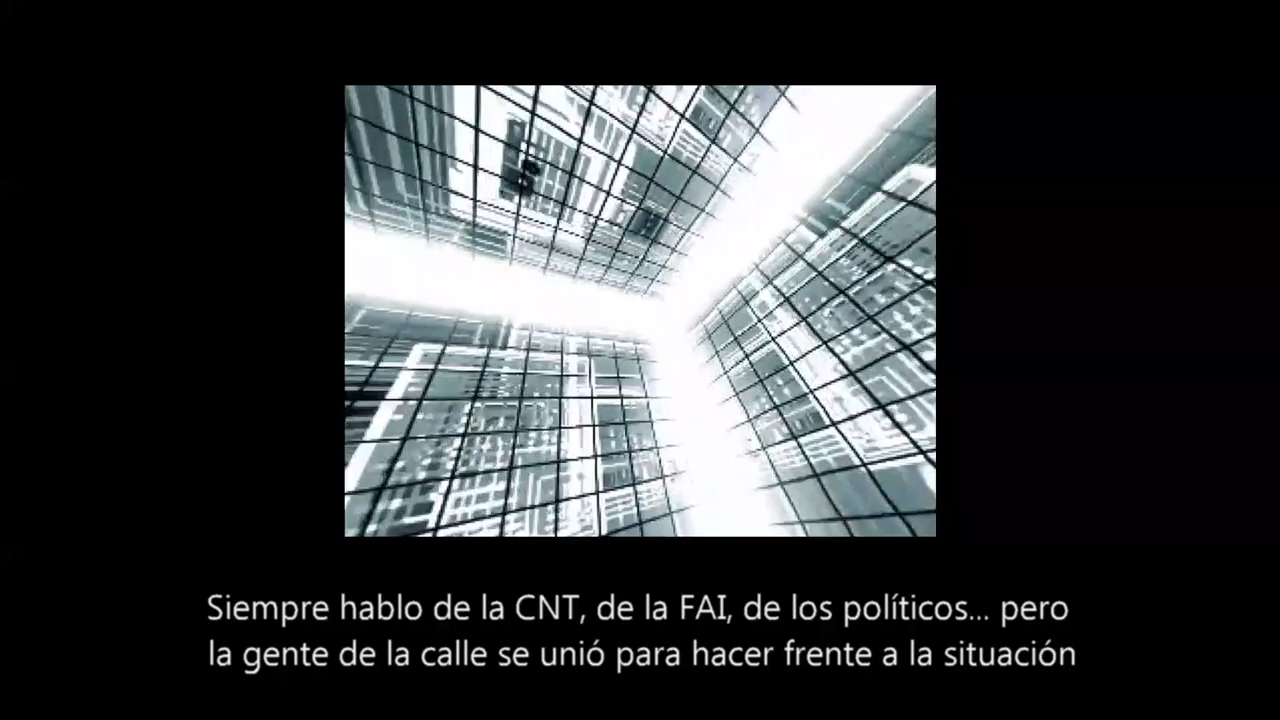 Siempre hablo de la CNT, de la FAI, de los políticos... pero
la gente de la calle se unió para hacer frente a la situación